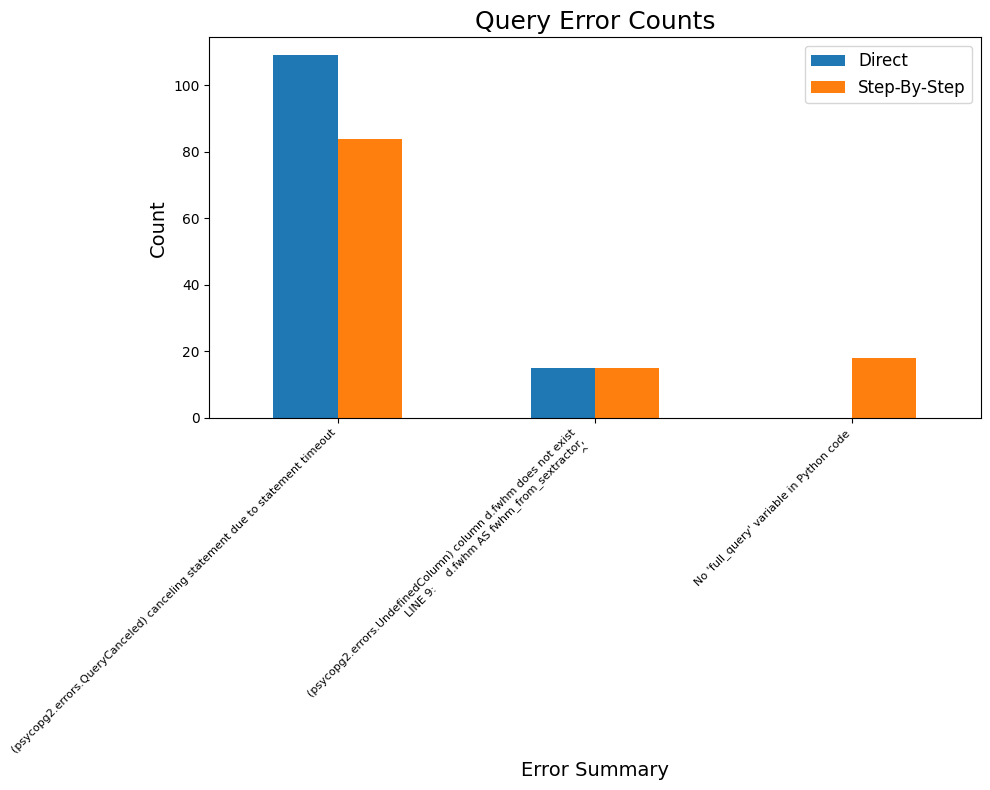 Query Error Counts
Direct
Step-By-Step
Count
100
80
60
40
20
0
(psycopg2.errors.QueryCanceled) canceling statement due to statement timeout
(psycopg2.errors.UndefinedColumn) column d.fwhm does not exist
LINE 9:     d.fwhm AS fwhm_from_sextractor,
^
No 'full_query' variable in Python code
Error Summary